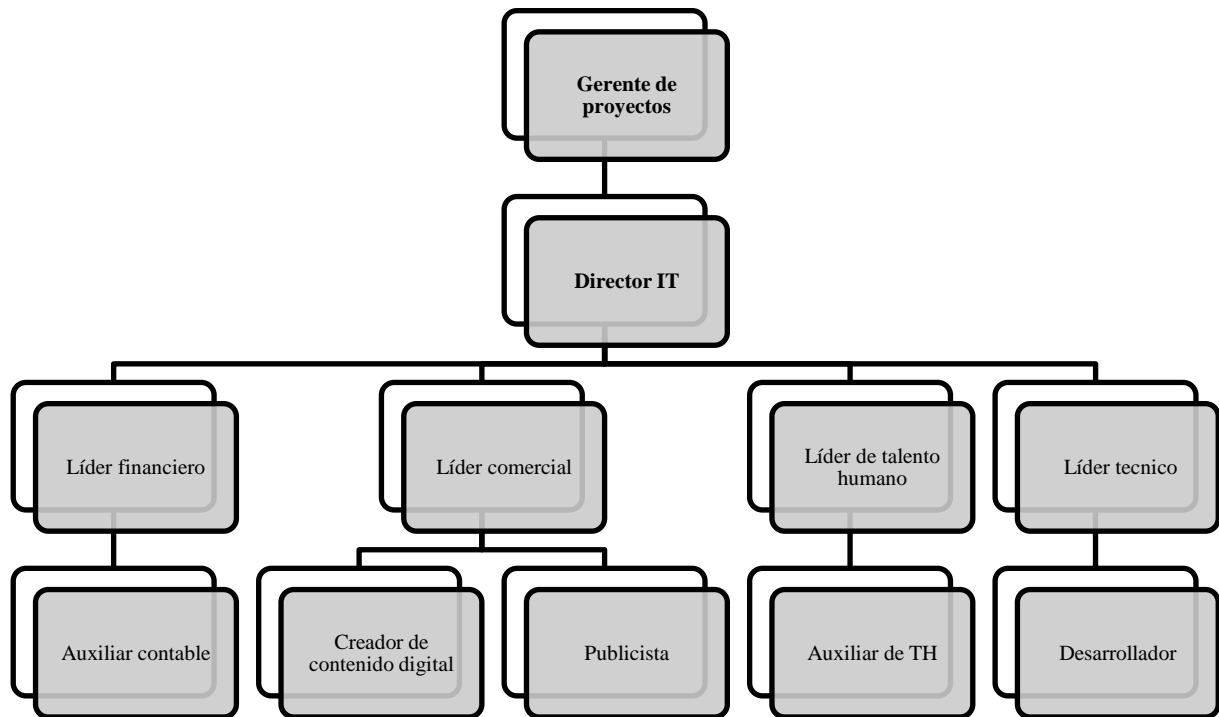 Gerente de
proyectos
Director IT
Líder financiero
Líder comercial
Líder de talento
humano
Líder tecnico
Auxiliar contable
Creador de
contenido digital
Publicista
Auxiliar de TH
Desarrollador